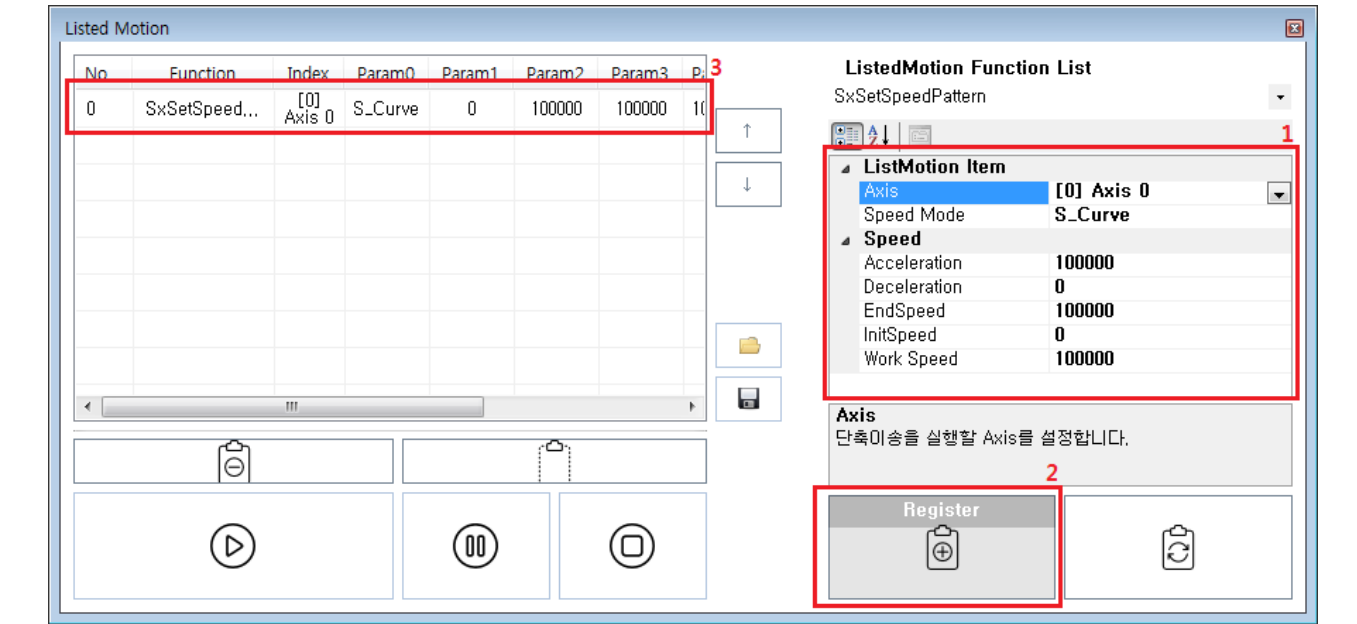 Listed Motion
No Function Index Param0 Param1 Param2 Param3 Pa 3
0 SxSetSpeed... [0] Axis 0 S_Curve 0 100000 100000 10
↑
↓
ListedMotion Function List
SxSetSpeedPattern
1
ListMotion Item
Axis [0] Axis 0
Speed Mode S_Curve
Speed
Acceleration 100000
Deceleration 0
EndSpeed 100000
InitSpeed 0
Work Speed 100000
Axis
단축이송을 실행할 Axis를 설정합니다.
2
Register